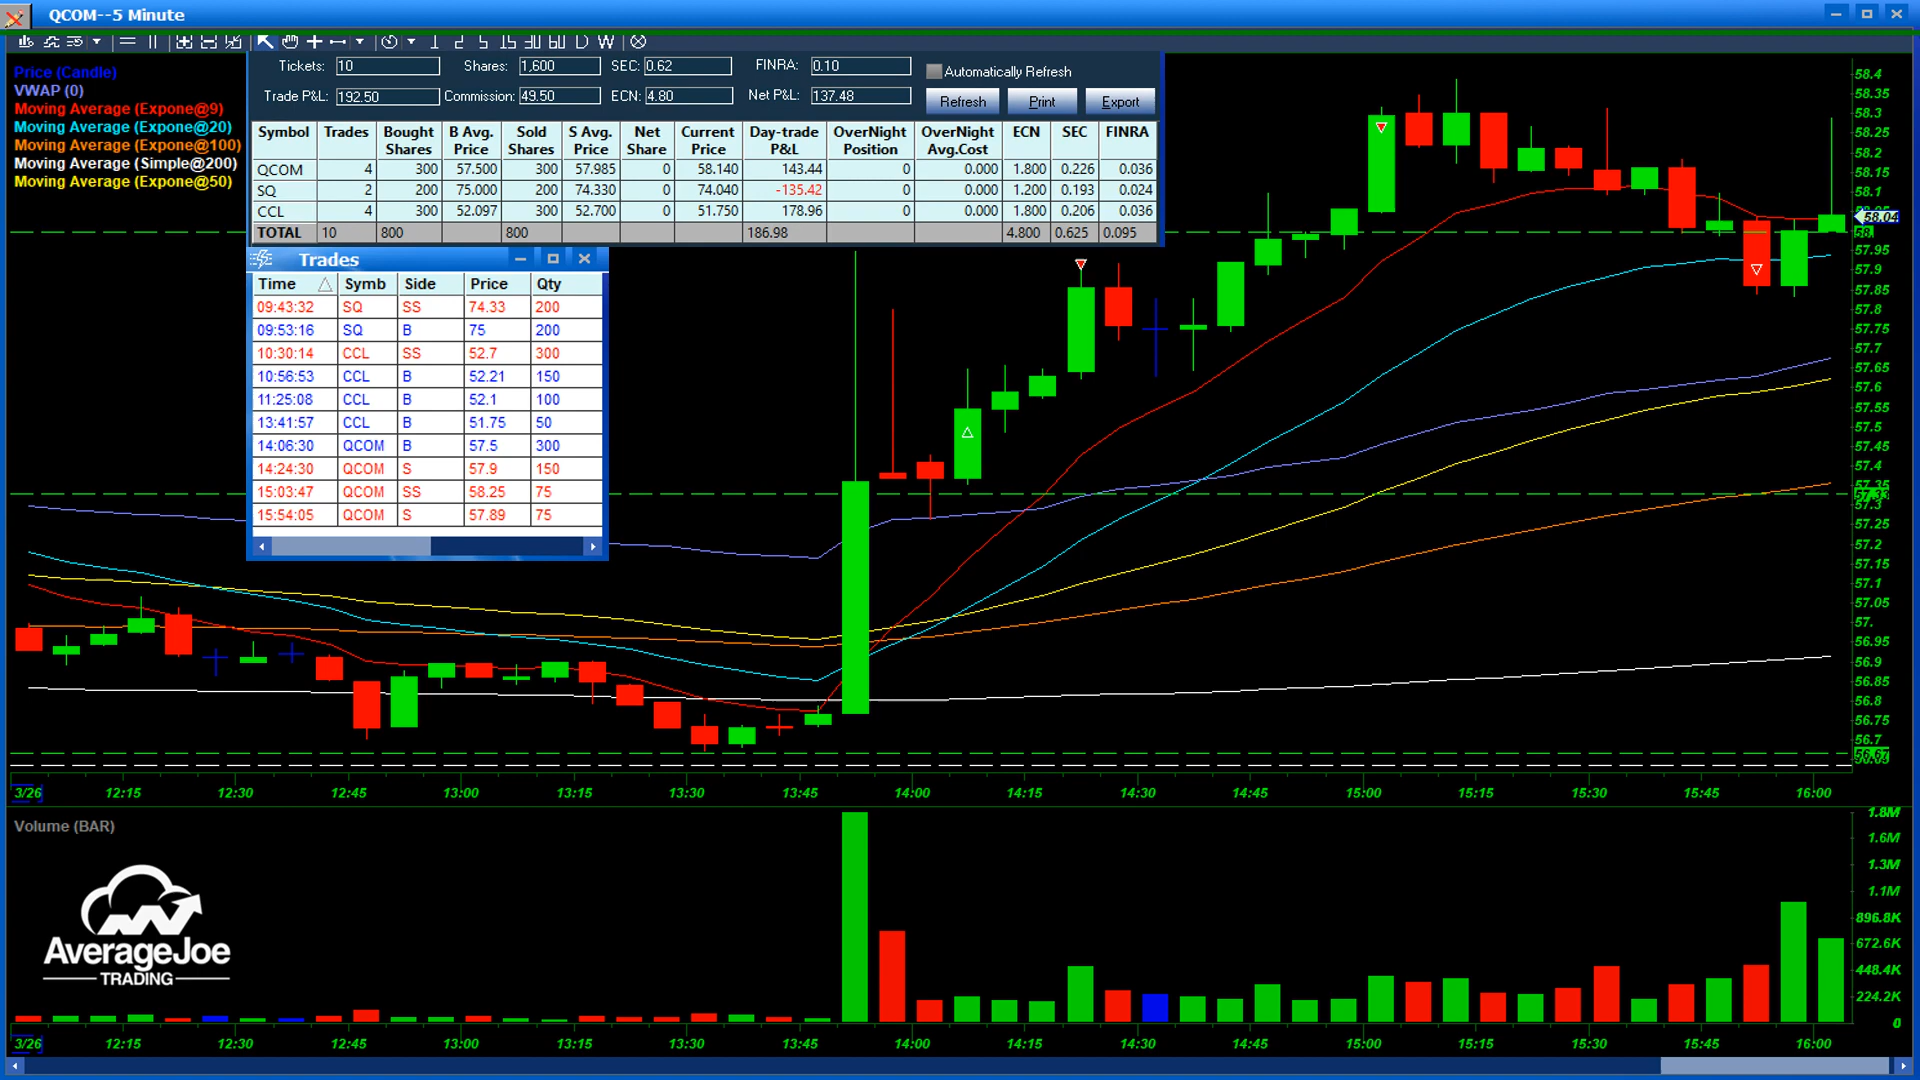 QCOM--5 Minute
Price (Candle)
VWAP (0)
Moving Average (Expone@9)
Moving Average (Expone@20)
Moving Average (Expone@100)
Moving Average (Simple@200)
Moving Average (Expone@50)
Tickets: 10 Shares: 1,600 SEC: 0.62 FINRA: 0.10 Automatically Refresh
Trade P&L: 192.50 Commission: 49.50 ECN: 4.80 Net P&L: 137.48 Refresh Print Export
Symbol Trades Bought Shares B Avg. Price Sold Shares S Avg. Price Net Share Current Price Day-trade P&L OverNight Position OverNight Avg.Cost ECN SEC FINRA
QCOM 4 300 57.500 300 57.985 0 58.140 143.44 0 0.000 1.800 0.226 0.036
SQ 2 200 75.000 200 74.330 0 74.040 -135.42 0 0.000 1.200 0.193 0.024
CCL 4 300 52.097 300 52.700 0 51.750 178.96 0 0.000 1.800 0.206 0.036
TOTAL 10 800 800 186.98 4.800 0.625 0.095
Trades
Time Symb Side Price Qty
09:43:32 SQ SS 74.33 200
09:53:16 SQ B 75 200
10:30:14 CCL SS 52.7 300
10:56:53 CCL B 52.21 150
11:25:08 CCL B 52.1 100
13:41:57 CCL B 51.75 50
14:06:30 QCOM B 57.5 300
14:24:30 QCOM S 57.9 150
15:03:47 QCOM SS 58.25 75
15:54:05 QCOM S 57.89 75
58.4
58.35
58.3
58.25
58.2
58.15
58.1
58.04
58.
57.95
57.9
57.85
57.8
57.75
57.7
57.65
57.6
57.55
57.5
57.45
57.4
57.35
57.3
57.25
57.2
57.15
57.1
57.05
57.
56.95
56.9
56.85
56.8
56.75
56.7
3/26 12:15 12:30 12:45 13:00 13:15 13:30 13:45 14:00 14:15 14:30 14:45 15:00 15:15 15:30 15:45 16:00
Volume (BAR)
1.8M
1.6M
1.3M
1.1M
896.8K
672.6K
448.4K
224.2K
0
AverageJoe
TRADING
3/26 12:15 12:30 12:45 13:00 13:15 13:30 13:45 14:00 14:15 14:30 14:45 15:00 15:15 15:30 15:45 16:00